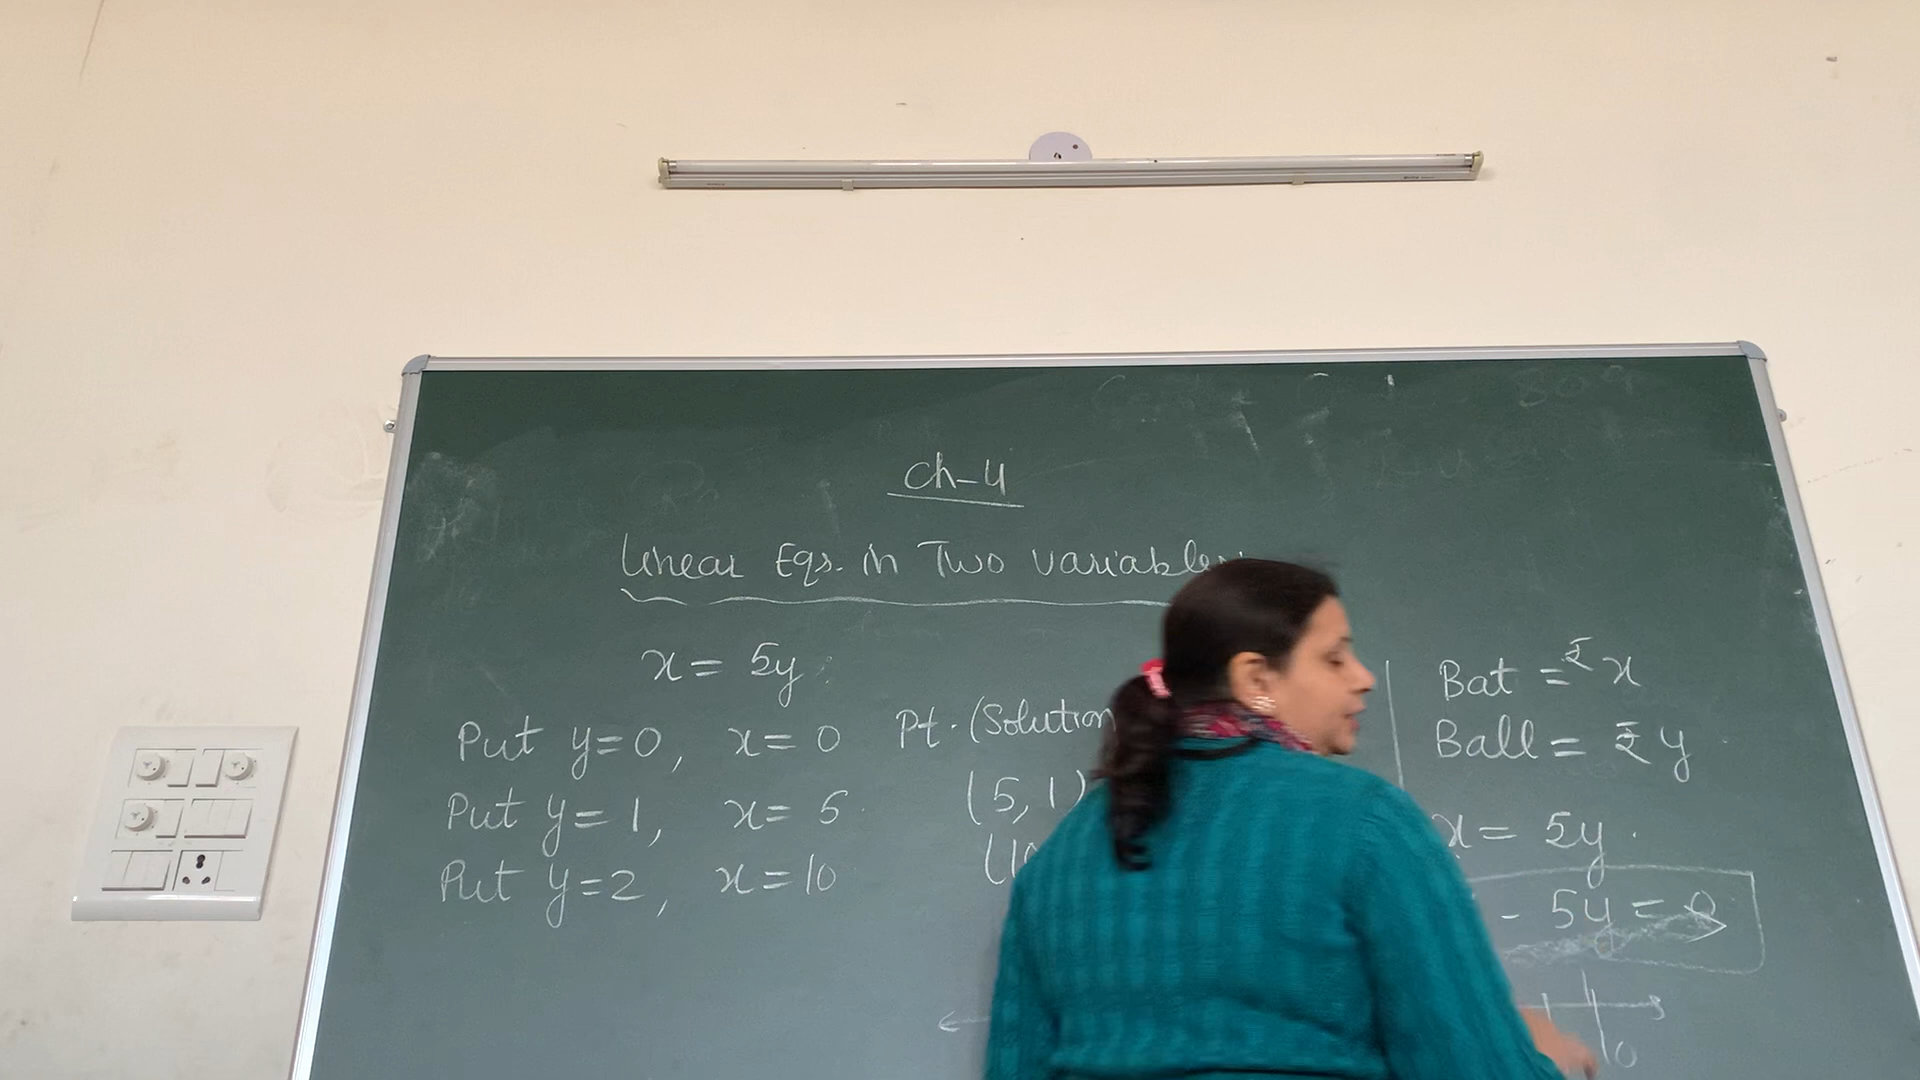 Ch-4
Linear Eqs. in Two variables
x = 5y
Put y=0, x=0 Pt. (Solution
Put y=1, x=5 (5,1)
Put y=2, x=10 (10
Bat = ₹ x
Ball = ₹ y
x = 5y
- 5y = 0
0